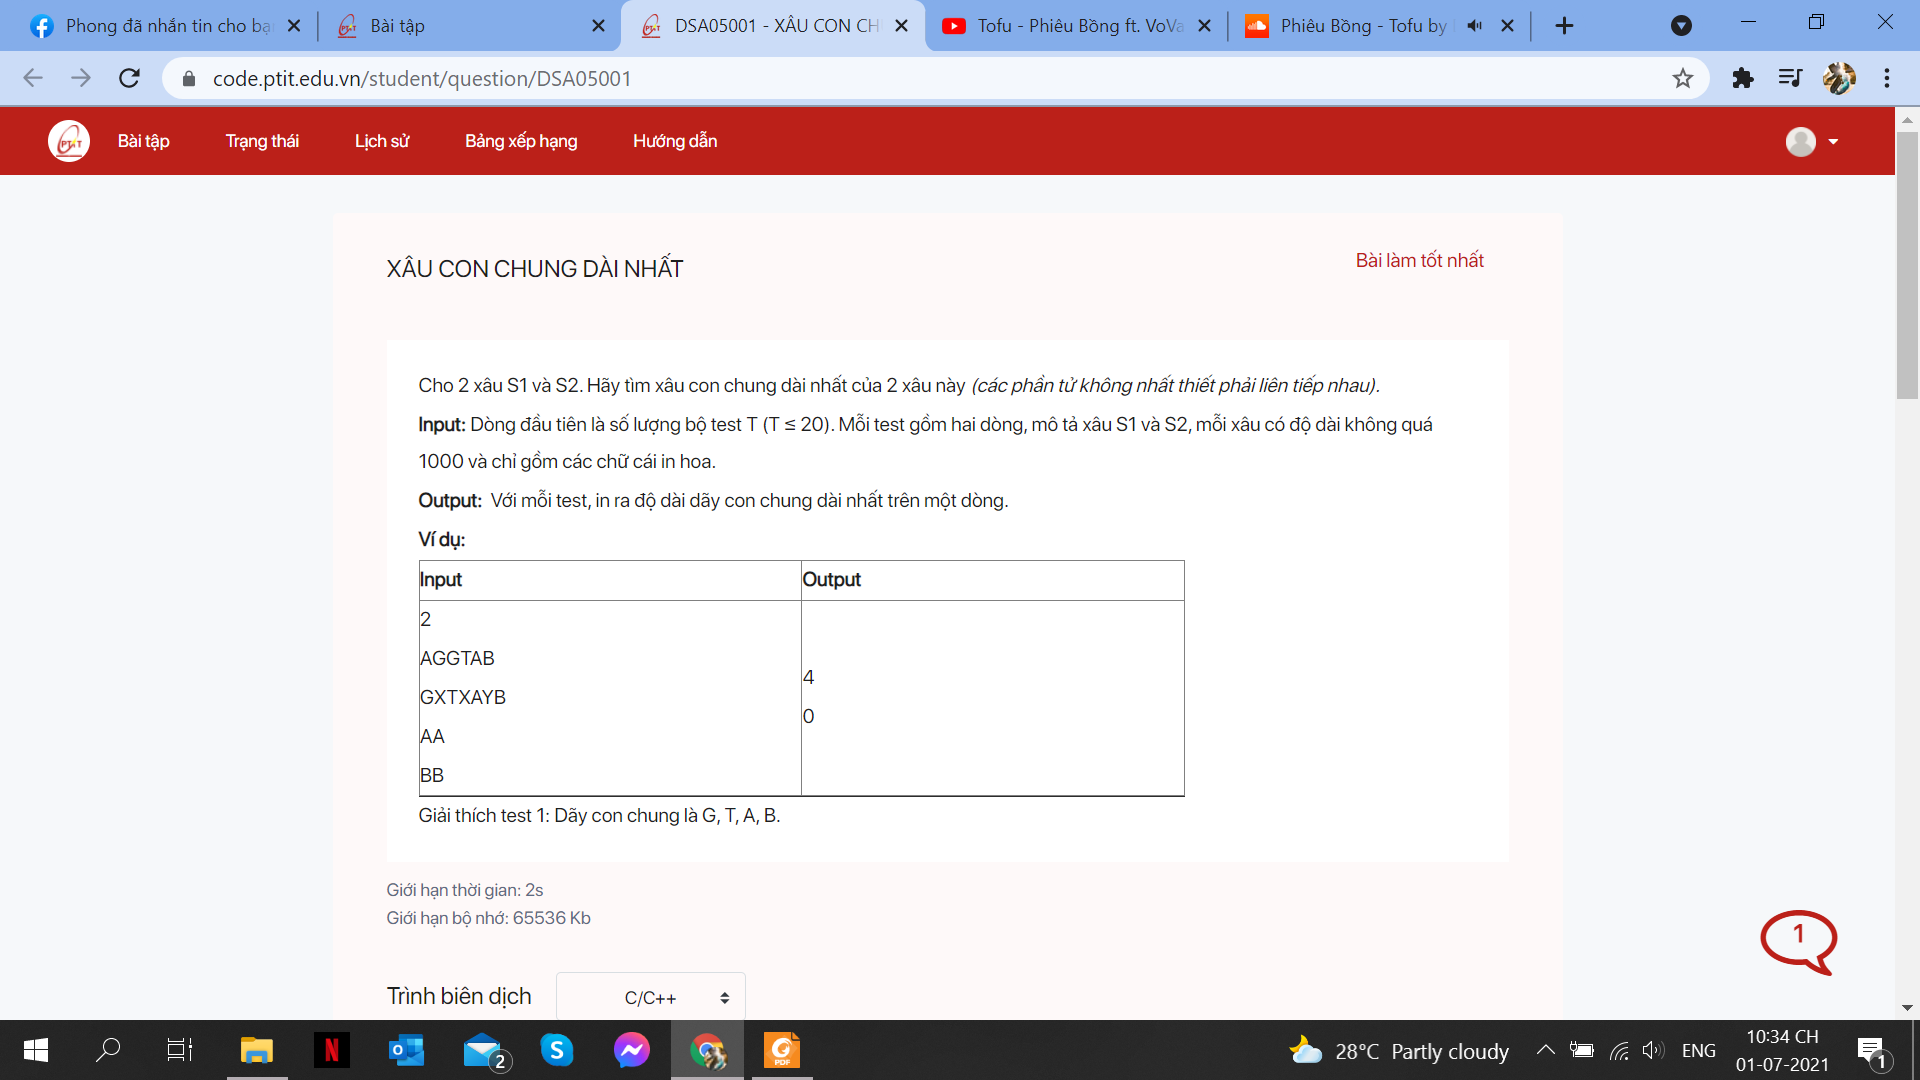 Phong đã nhắn tin cho bạ
Bài tập
DSA05001 - XÂU CON CH
Tofu - Phiêu Bồng ft. VoVa
Phiêu Bồng - Tofu by
code.ptit.edu.vn/student/question/DSA05001
PTIT
Bài tập
Trạng thái
Lịch sử
Bảng xếp hạng
Hướng dẫn
XÂU CON CHUNG DÀI NHẤT
Bài làm tốt nhất
Cho 2 xâu S1 và S2. Hãy tìm xâu con chung dài nhất của 2 xâu này (các phần tử không nhất thiết phải liên tiếp nhau).
Input: Dòng đầu tiên là số lượng bộ test T (T ≤ 20). Mỗi test gồm hai dòng, mô tả xâu S1 và S2, mỗi xâu có độ dài không quá
1000 và chỉ gồm các chữ cái in hoa.
Output: Với mỗi test, in ra độ dài dãy con chung dài nhất trên một dòng.
Ví dụ:
Input
Output
2
AGGTAB
GXTXAYB
AA
BB
4
0
Giải thích test 1: Dãy con chung là G, T, A, B.
Giới hạn thời gian: 2s
Giới hạn bộ nhớ: 65536 Kb
1
Trình biên dịch
C/C++
N
2
PDF
28°C Partly cloudy
ENG
10:34 CH
01-07-2021
1